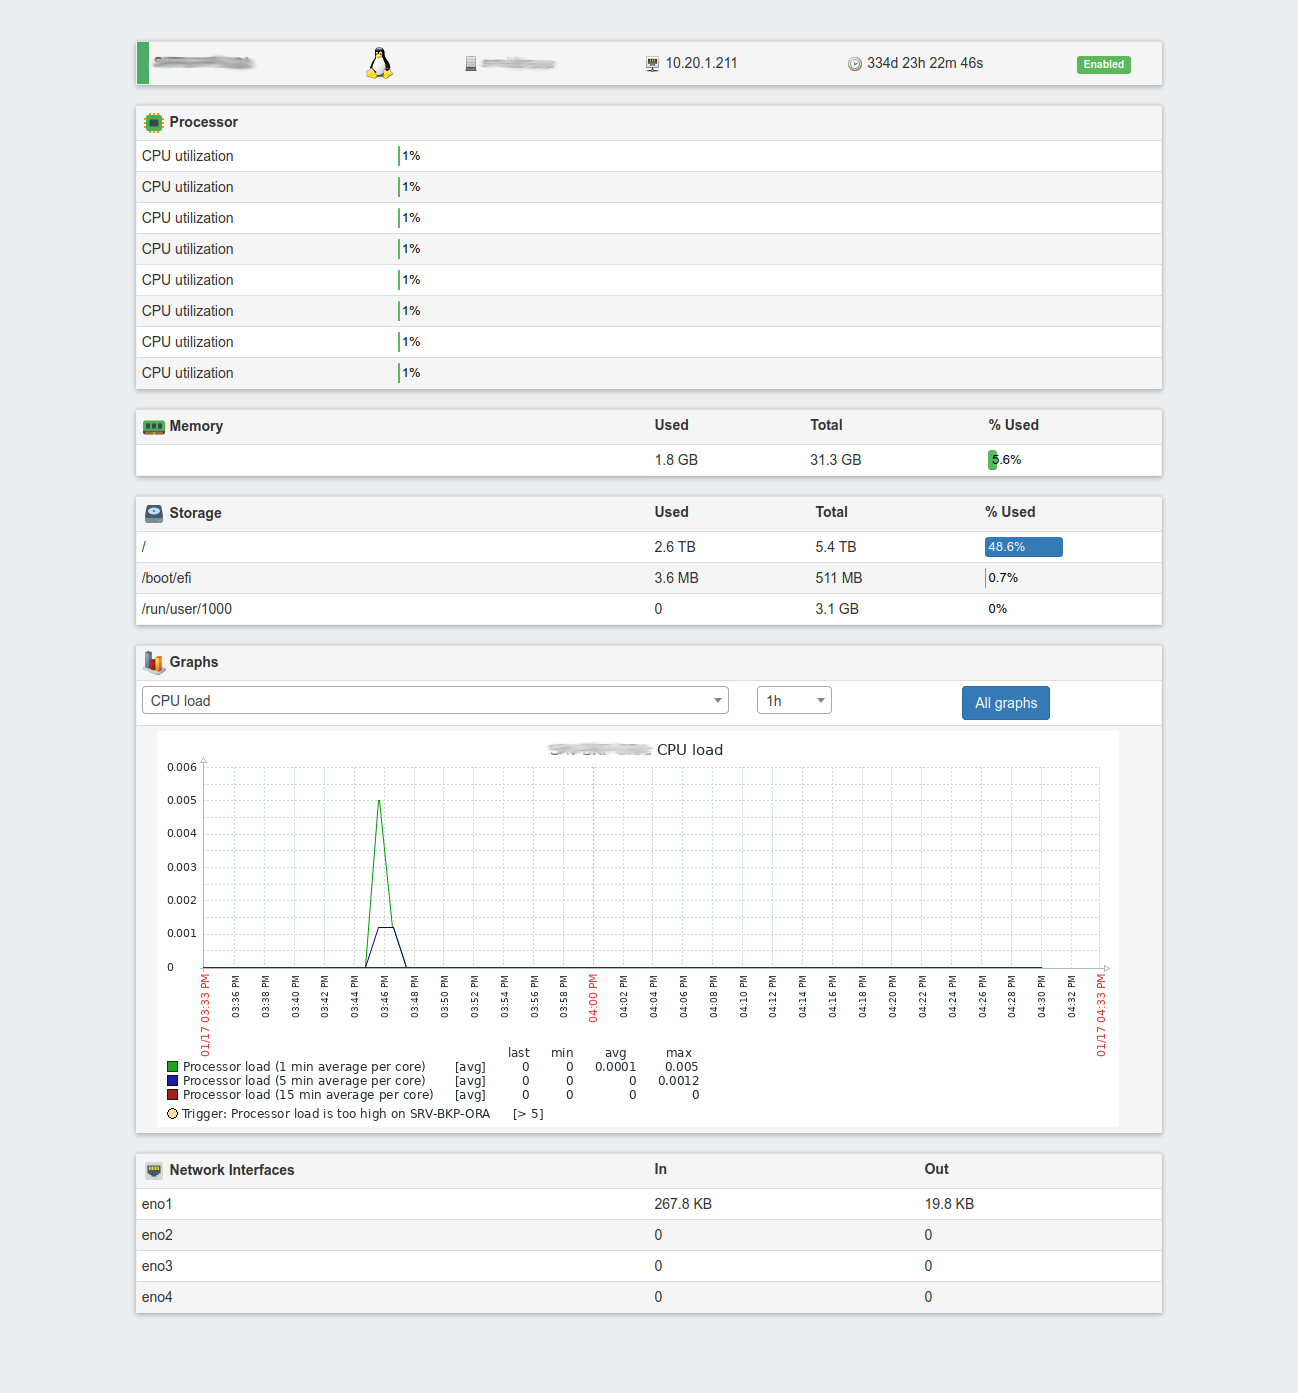 10.20.1.211 334d 23h 22m 46s Enabled
Processor
CPU utilization 1%
CPU utilization 1%
CPU utilization 1%
CPU utilization 1%
CPU utilization 1%
CPU utilization 1%
CPU utilization 1%
CPU utilization 1%
Memory Used Total % Used
1.8 GB 31.3 GB 5.6%
Storage Used Total % Used
/ 2.6 TB 5.4 TB 48.6%
/boot/efi 3.6 MB 511 MB 0.7%
/run/user/1000 0 3.1 GB 0%
Graphs
CPU load 1h All graphs
CPU load
0.006
0.005
0.004
0.003
0.002
0.001
0
01/17 03:33 PM 03:36 PM 03:38 PM 03:40 PM 03:42 PM 03:44 PM 03:46 PM 03:48 PM 03:50 PM 03:52 PM 03:54 PM 03:56 PM 03:58 PM 04:00 PM 04:02 PM 04:04 PM 04:06 PM 04:08 PM 04:10 PM 04:12 PM 04:14 PM 04:16 PM 04:18 PM 04:20 PM 04:22 PM 04:24 PM 04:26 PM 04:28 PM 04:30 PM 04:32 PM 01/17 04:33 PM
last min avg max
Processor load (1 min average per core) [avg] 0 0 0.0001 0.005
Processor load (5 min average per core) [avg] 0 0 0 0.0012
Processor load (15 min average per core) [avg] 0 0 0 0
Trigger: Processor load is too high on SRV-BKP-ORA [> 5]
Network Interfaces In Out
eno1 267.8 KB 19.8 KB
eno2 0 0
eno3 0 0
eno4 0 0